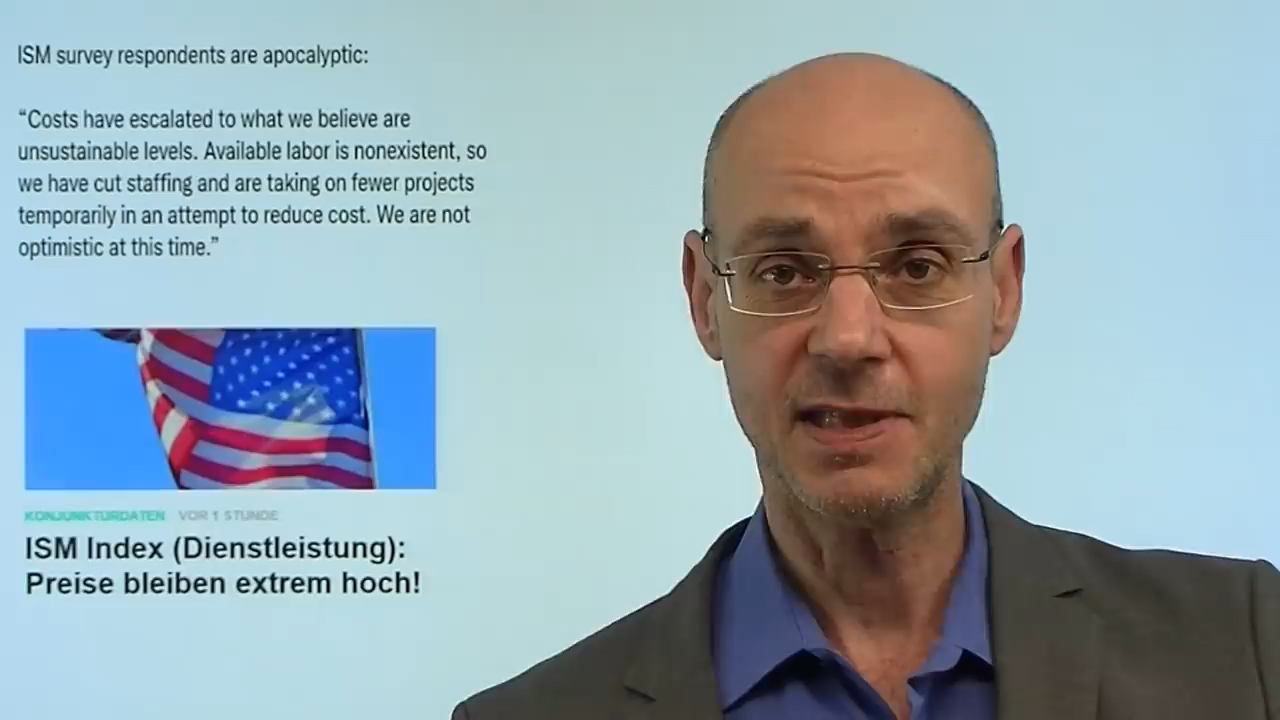 ISM survey respondents are apocalyptic:
“Costs have escalated to what we believe are
unsustainable levels. Available labor is nonexistent, so
we have cut staffing and are taking on fewer projects
temporarily in an attempt to reduce cost. We are not
optimistic at this time.”
KONJUNKTURDATEN VOR 1 STUNDE
ISM Index (Dienstleistung):
Preise bleiben extrem hoch!